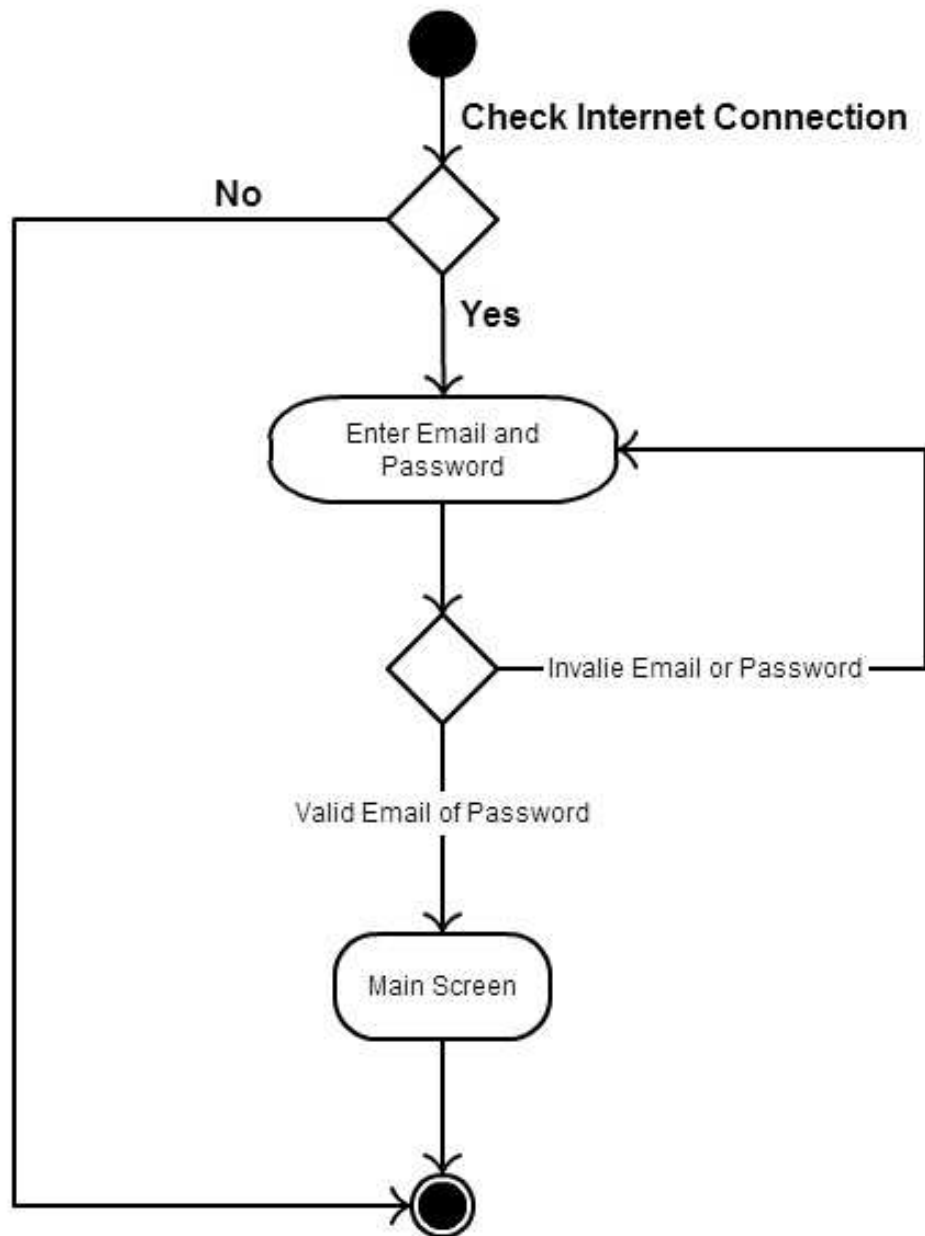 Check Internet Connection
No
Yes
Enter Email and
Password
Invalie Email or Password
Valid Email of Password
Main Screen